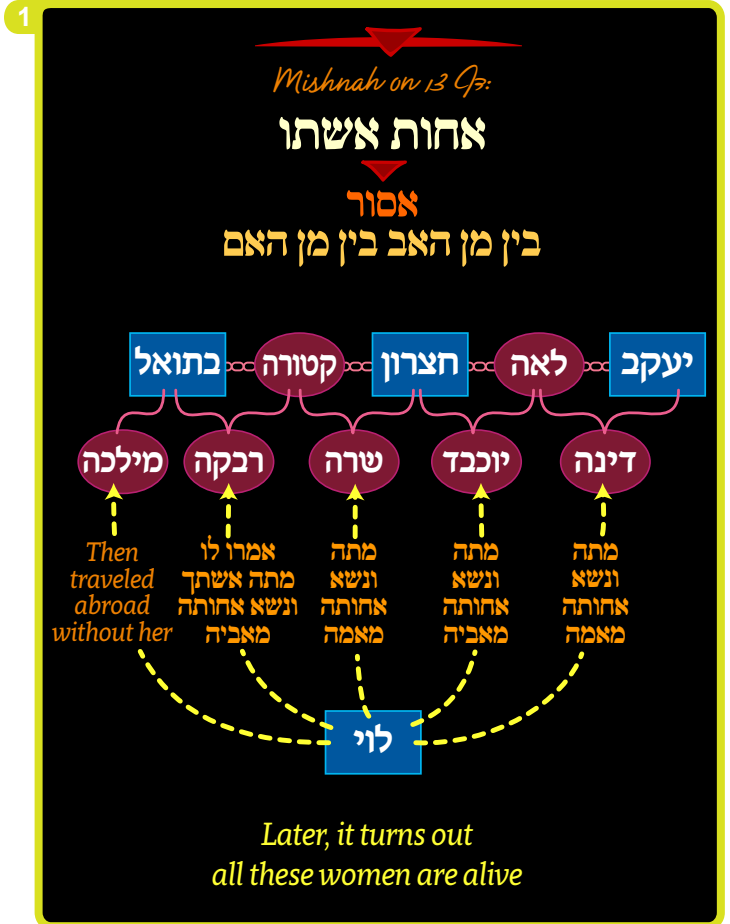 Mishnah on דף:
אחות אשתו
אסור
בין מן האב בין מן האם
יעקב
לאה
חצרון
קטורה
בתואל
דינה
יוכבד
שרה
רבקה
מילכה
מתה
ונשא
אחותה
מאמה
מתה
ונשא
אחותה
מאביה
מתה
ונשא
אחותה
מאמה
אמרו לו
מתה אשתך
ונשא אחותה
מאביה
Then
traveled
abroad
without her
לוי
Later, it turns out
all these women are alive
1